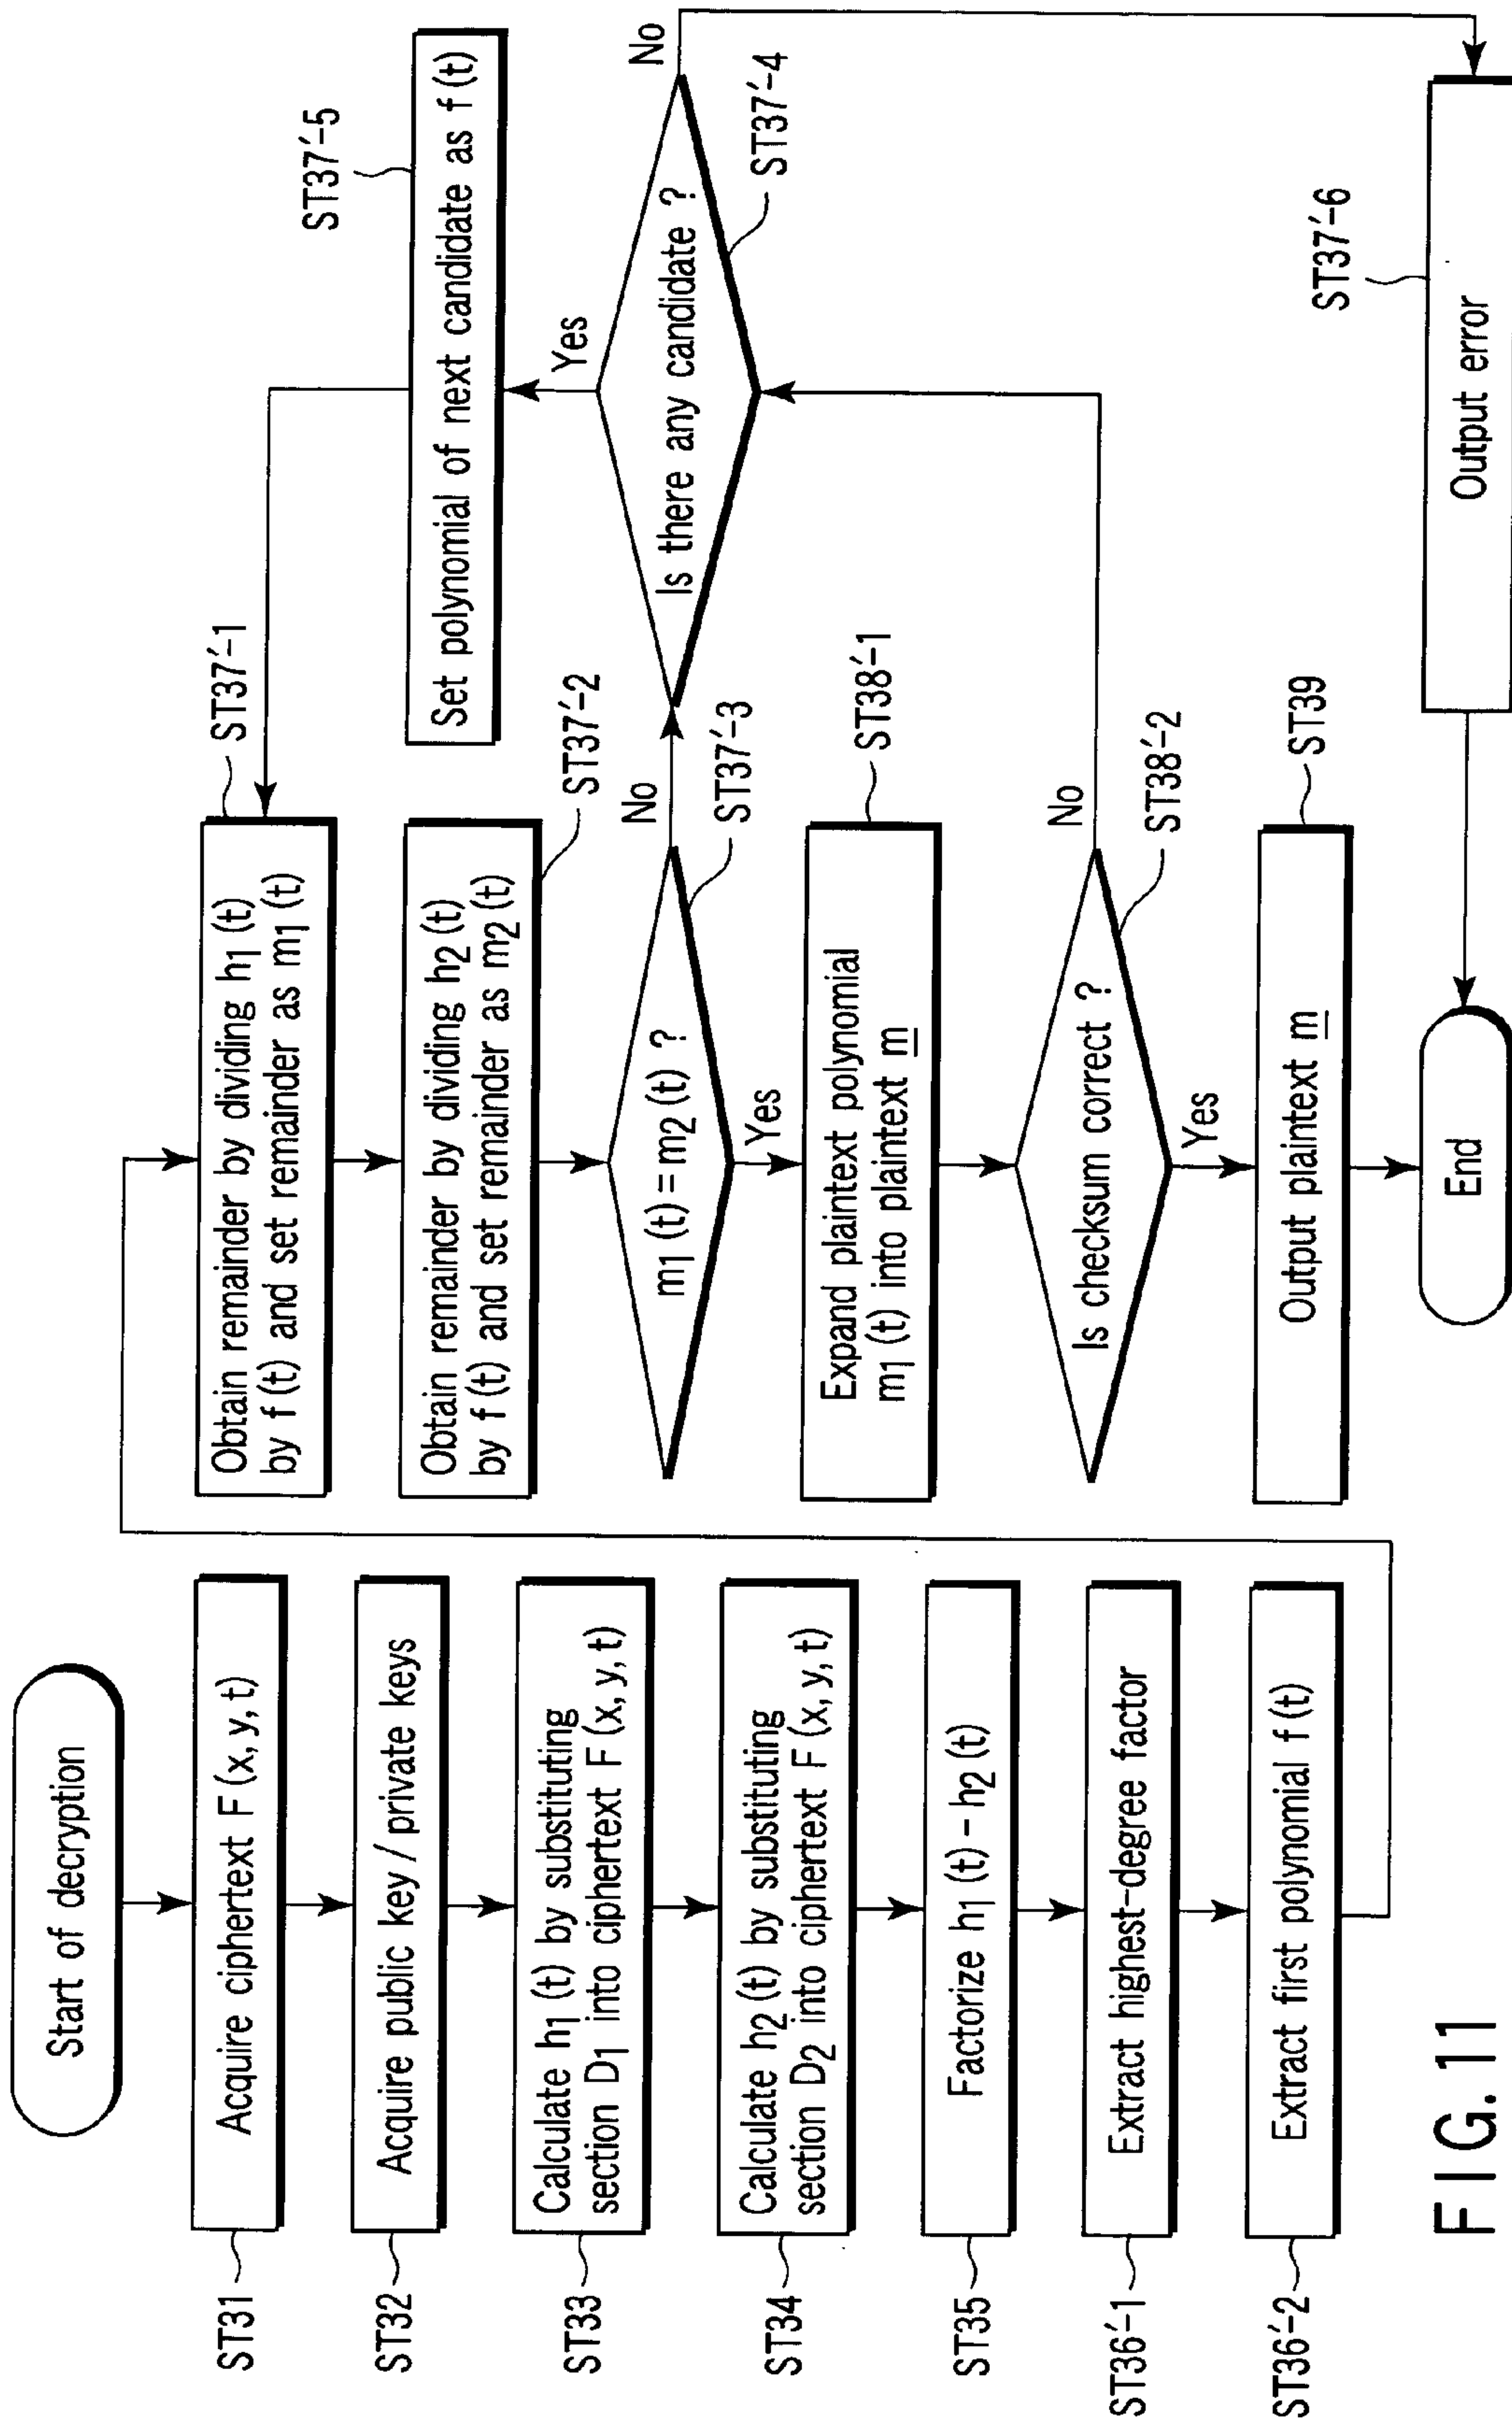 Start of decryption
ST31
Acquire ciphertext F(x, y, t)
ST32
Acquire public key / private keys
ST33
Calculate h1(t) by substituting
section D1 into ciphertext F(x, y, t)
ST34
Calculate h2(t) by substituting
section D2 into ciphertext F(x, y, t)
ST35
Factorize h1(t) - h2(t)
ST36'-1
Extract highest-degree factor
ST36'-2
Extract first polynomial f(t)
ST37'-1
Obtain remainder by dividing h1(t)
by f(t) and set remainder as m1(t)
ST37'-2
Obtain remainder by dividing h2(t)
by f(t) and set remainder as m2(t)
ST37'-3
m1(t) = m2(t) ?
No
Yes
ST38'-1
Expand plaintext polynomial
m1(t) into plaintext m
Is checksum correct ?
No
ST38'-2
Yes
ST39
Output plaintext m
End
ST37'-5
Set polynomial of next candidate as f(t)
Yes
Is there any candidate ?
No
ST37'-4
ST37'-6
Output error
FIG. 11